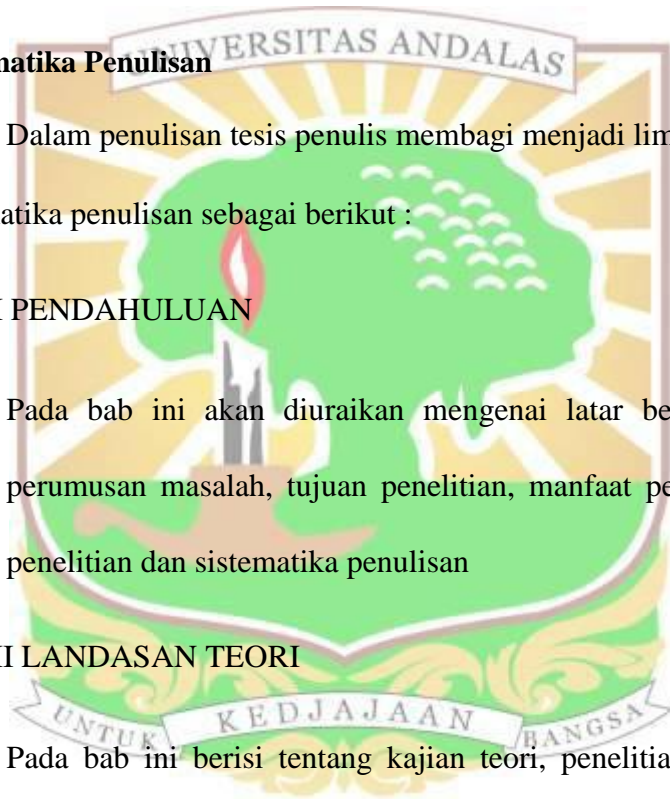 UNIVERSITAS ANDALAS
matika Penulisan
Dalam penulisan tesis penulis membagi menjadi lim
atika penulisan sebagai berikut :
I PENDAHULUAN
Pada bab ini akan diuraikan mengenai latar be
perumusan masalah, tujuan penelitian, manfaat pe
penelitian dan sistematika penulisan
II LANDASAN TEORI
UNTUK KEDJAJAAN BANGSA
Pada bab ini berisi tentang kajian teori, penelitia